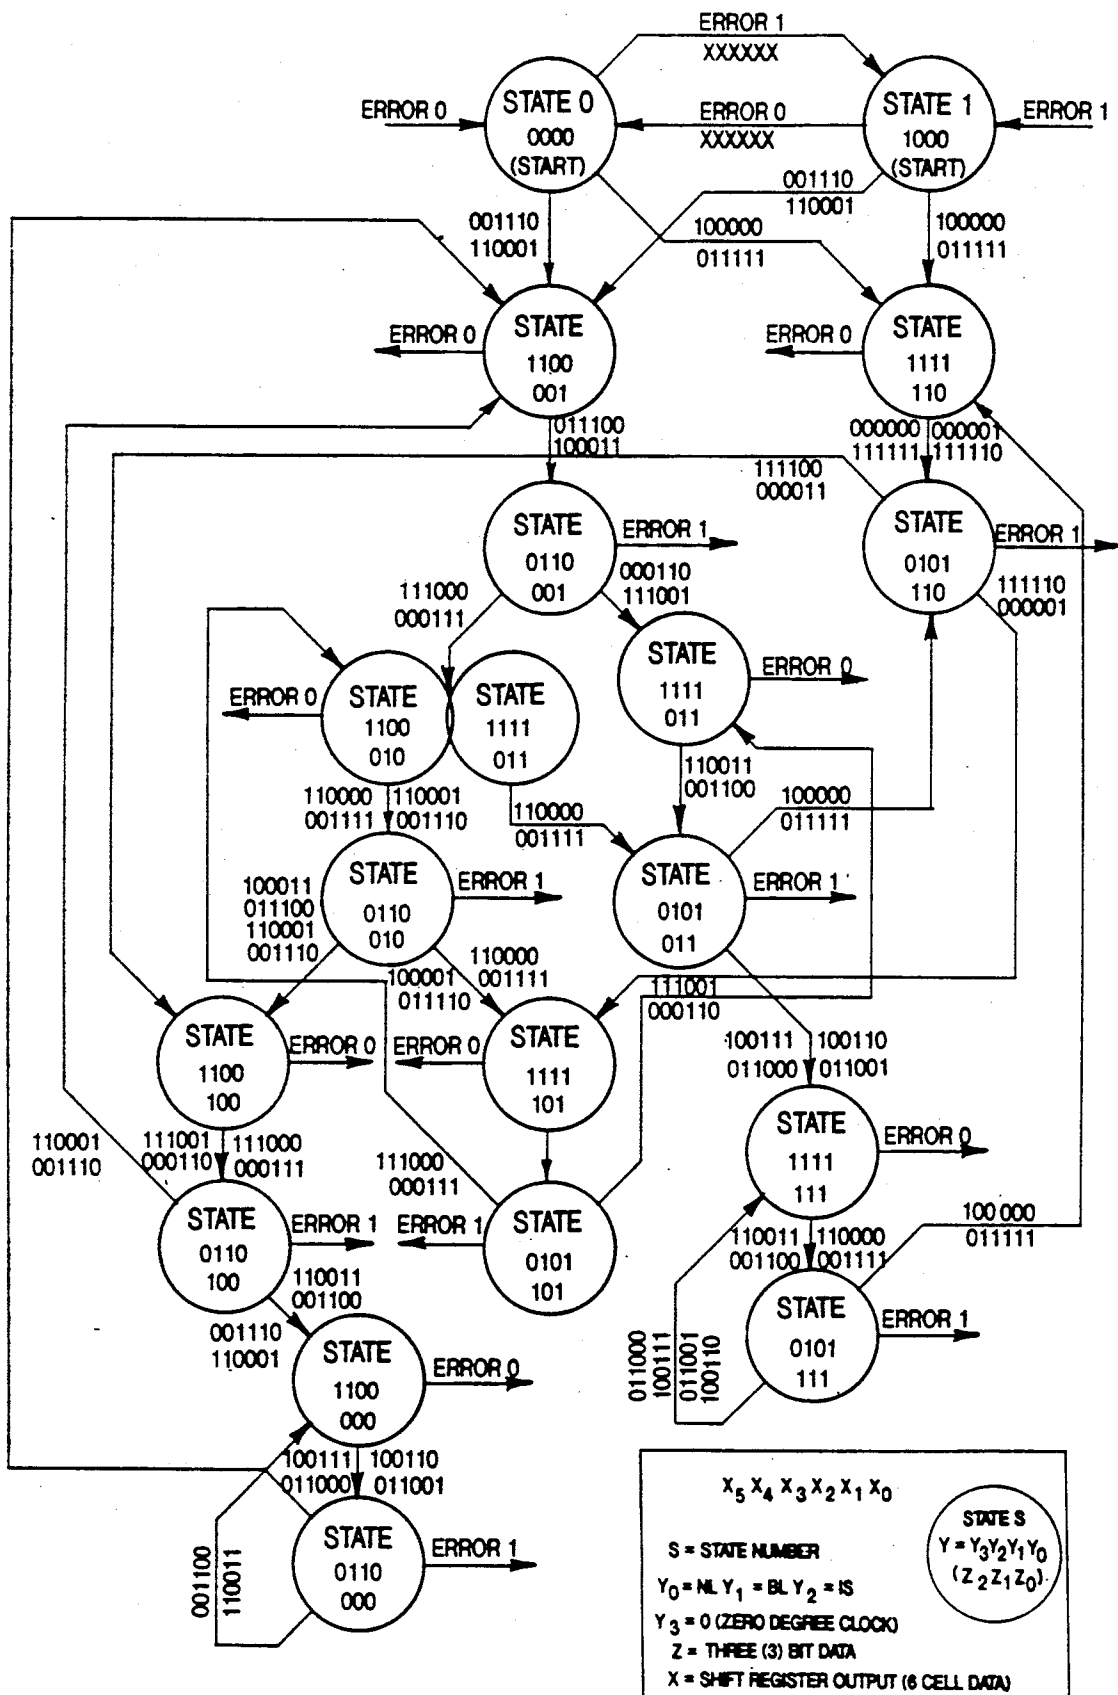 ERROR 1
XXXXXX
STATE 0
0000
(START)
STATE 1
1000
(START)
ERROR 0
ERROR 0
XXXXXX
ERROR 1
001110
110001
100000
011111
001110
110001
100000
011111
STATE
1100
001
ERROR 0
STATE
1111
110
ERROR 0
011100
100011
000000
111111
000001
111110
111100
000011
STATE
0110
001
ERROR 1
STATE
0101
110
ERROR 1
111000
000111
000110
111001
111110
000001
STATE
1100
010
ERROR 0
STATE
1111
011
STATE
1111
011
ERROR 0
110000
001111
110001
001110
110000
001111
110011
001100
100000
011111
STATE
0110
010
ERROR 1
STATE
0101
011
ERROR 1
100011
011100
110001
001110
110000
001111
100001
011110
111001
000110
100111
011000
100110
011001
STATE
1100
100
ERROR 0
ERROR 0
STATE
1111
101
STATE
1111
111
ERROR 0
110001
001110
111001
000110
111000
000111
111000
000111
STATE
0110
100
ERROR 1
ERROR 1
STATE
0101
101
110011
001100
110000
001111
100 000
011111
110011
001100
001110
110001
STATE
0101
111
ERROR 1
011000
100111
011001
100110
STATE
1100
000
ERROR 0
100111
011000
100110
011001
STATE
0110
000
ERROR 1
001100
110011
X5 X4 X3 X2 X1 X0
STATE S
Y = Y3Y2Y1Y0
(Z2Z1Z0)
S = STATE NUMBER
Y0 = NL Y1 = BL Y2 = IS
Y3 = 0 (ZERO DEGREE CLOCK)
Z = THREE (3) BIT DATA
X = SHIFT REGISTER OUTPUT (6 CELL DATA)